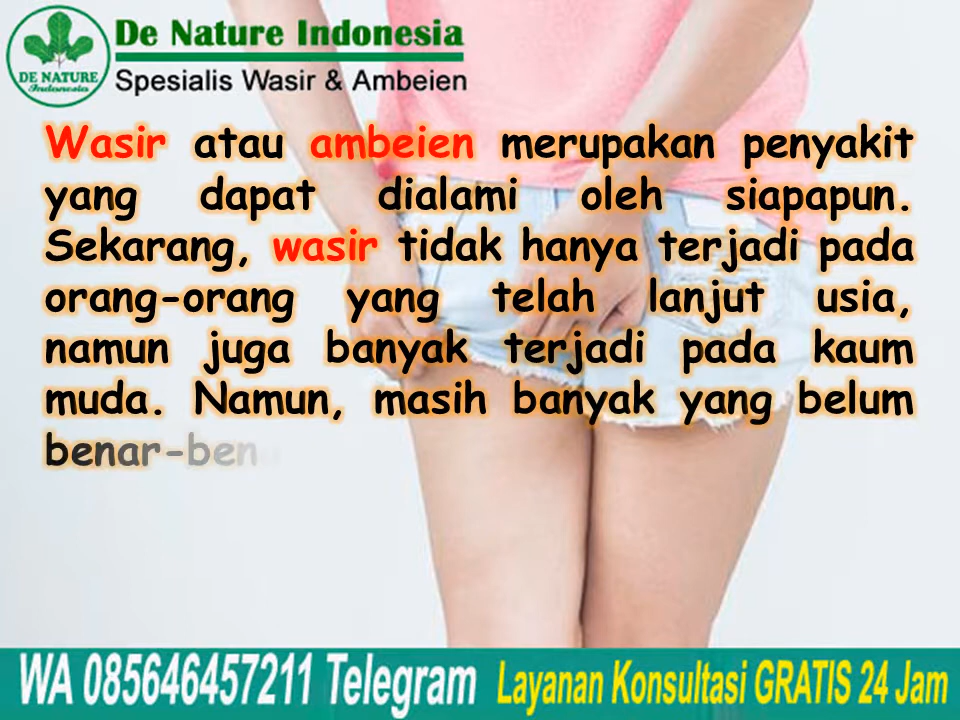 De Nature Indonesia
DE NATURE
Indonesia
Spesialis Wasir & Ambeien
Wasir atau ambeien merupakan penyakit
yang dapat dialami oleh siapapun.
Sekarang, wasir tidak hanya terjadi pada
orang-orang yang telah lanjut usia,
namun juga banyak terjadi pada kaum
muda. Namun, masih banyak yang belum
benar-ben
WA 085646457211 Telegram Layanan Konsultasi GRATIS 24 Jam